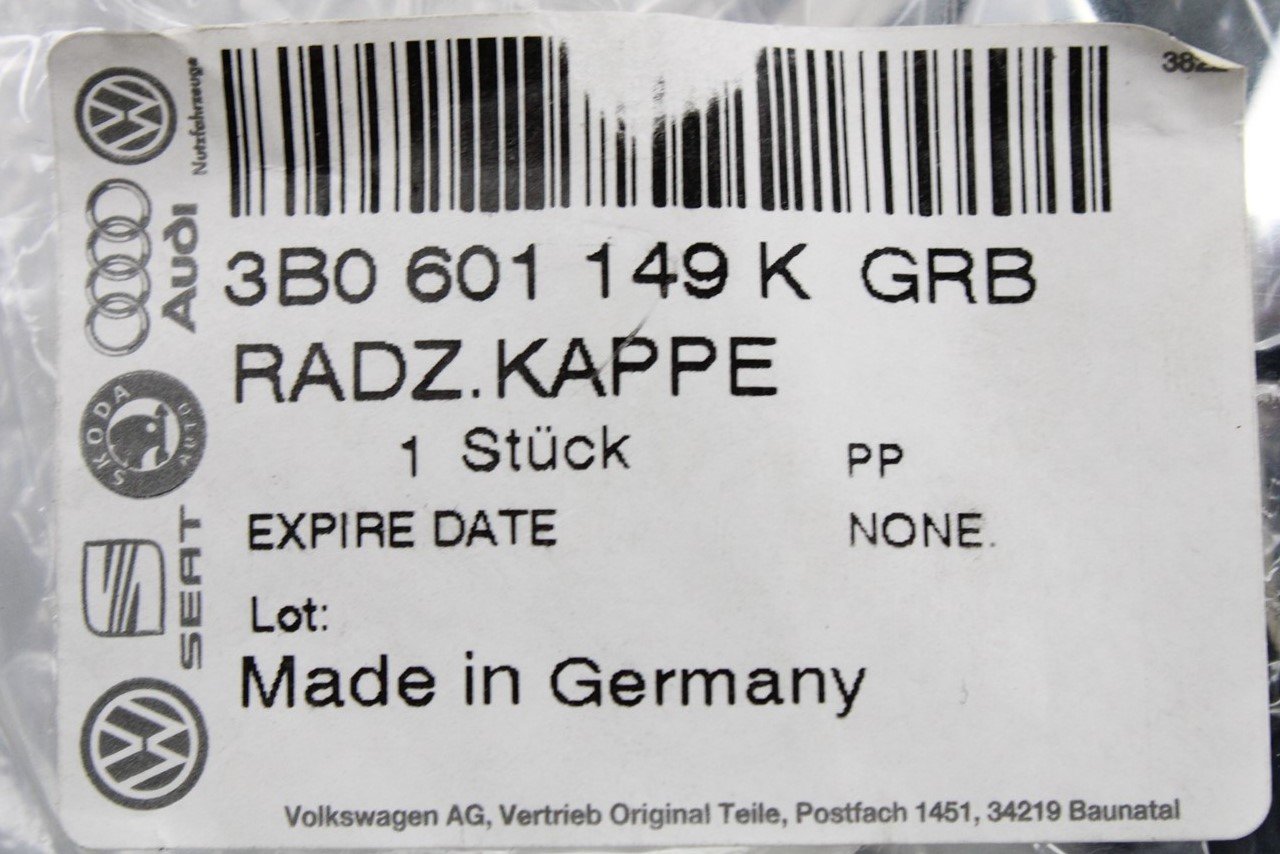 3B0 601 149 K GRB
RADZ.KAPPE
1 Stück PP
EXPIRE DATE NONE.
Lot:
Made in Germany
Volkswagen AG, Vertrieb Original Teile, Postfach 1451, 34219 Baunatal
Nutzfahrzeuge
Audi
SKODA AUTO
SEAT